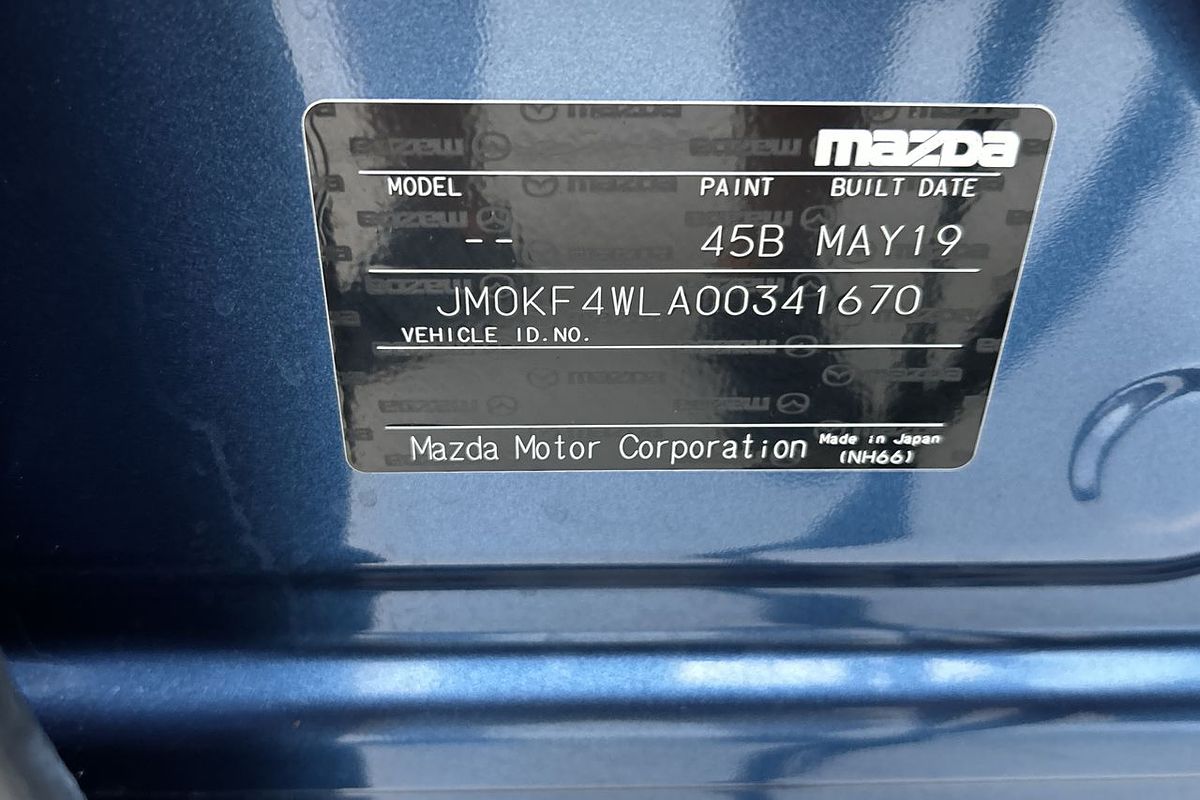 mazda
MODEL PAINT BUILT DATE
-- 45B MAY19
JM0KF4WLA00341670
VEHICLE ID.NO.
Mazda Motor Corporation Made in Japan
(NH66)